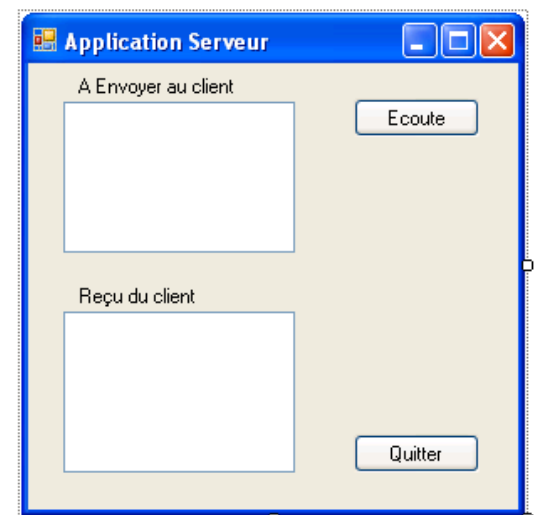 Application Serveur
A Envoyer au client
Ecoute
Reçu du client
Quitter